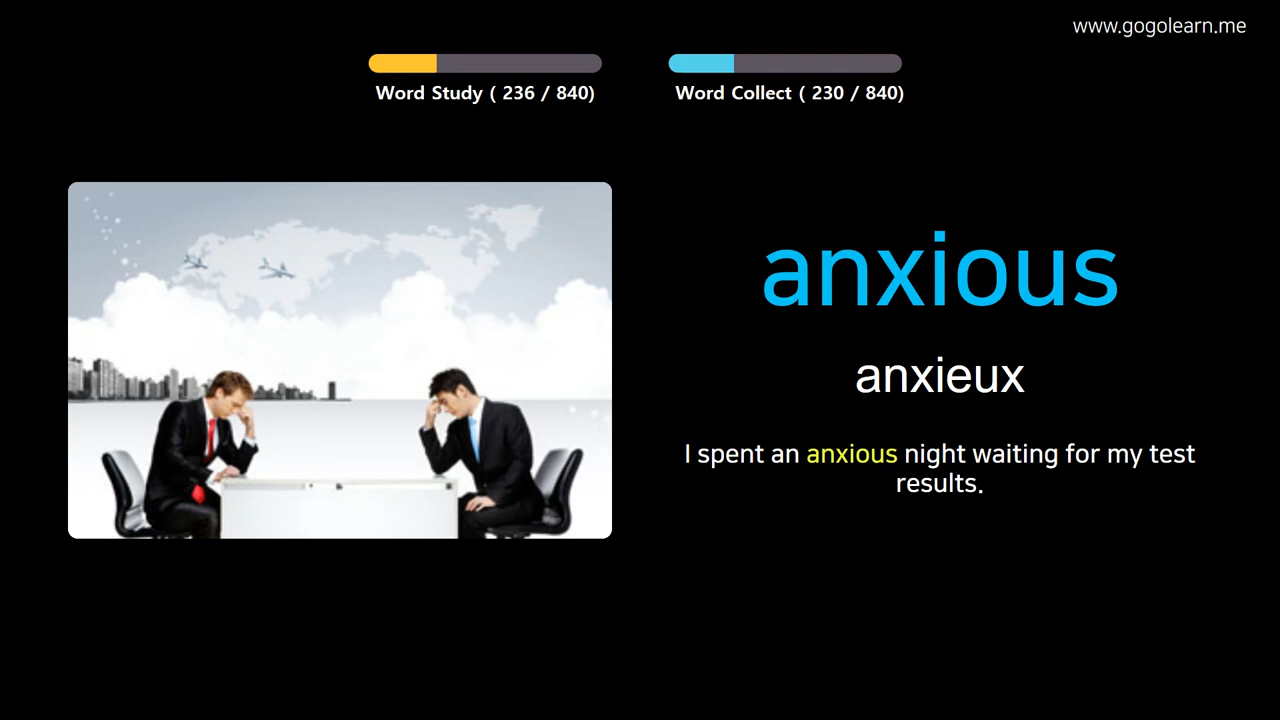 www.gogolearn.me
Word Study ( 236 / 840)
Word Collect ( 230 / 840)
anxious
anxieux
I spent an anxious night waiting for my test
results.